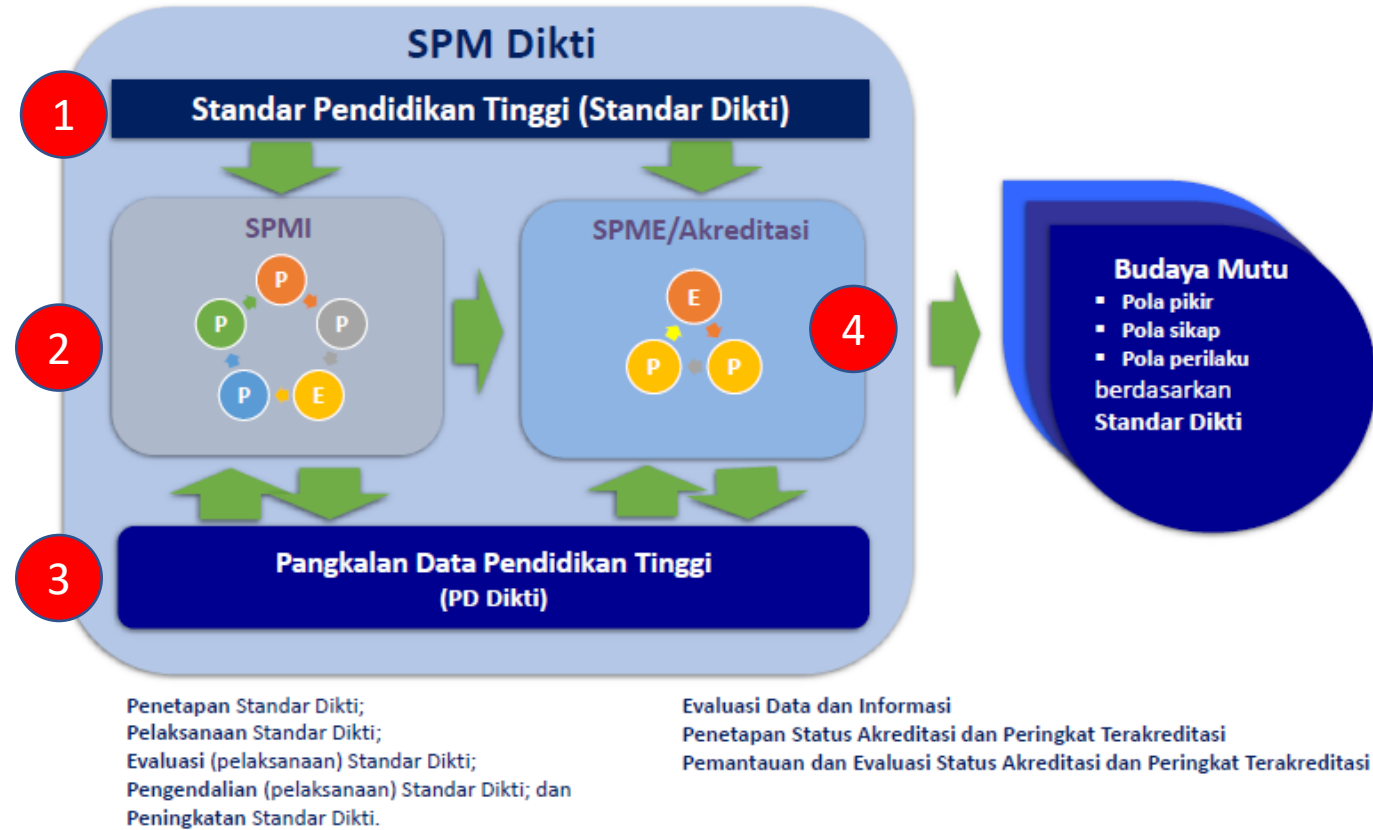 SPM Dikti
1
Standar Pendidikan Tinggi (Standar Dikti)
SPMI
P
P
P
P
E
2
SPME/Akreditasi
E
P
P
4
Budaya Mutu
▪ Pola pikir
▪ Pola sikap
▪ Pola perilaku
berdasarkan
Standar Dikti
3
Pangkalan Data Pendidikan Tinggi
(PD Dikti)
Penetapan Standar Dikti;
Pelaksanaan Standar Dikti;
Evaluasi (pelaksanaan) Standar Dikti;
Pengendalian (pelaksanaan) Standar Dikti; dan
Peningkatan Standar Dikti.
Evaluasi Data dan Informasi
Penetapan Status Akreditasi dan Peringkat Terakreditasi
Pemantauan dan Evaluasi Status Akreditasi dan Peringkat Terakreditasi